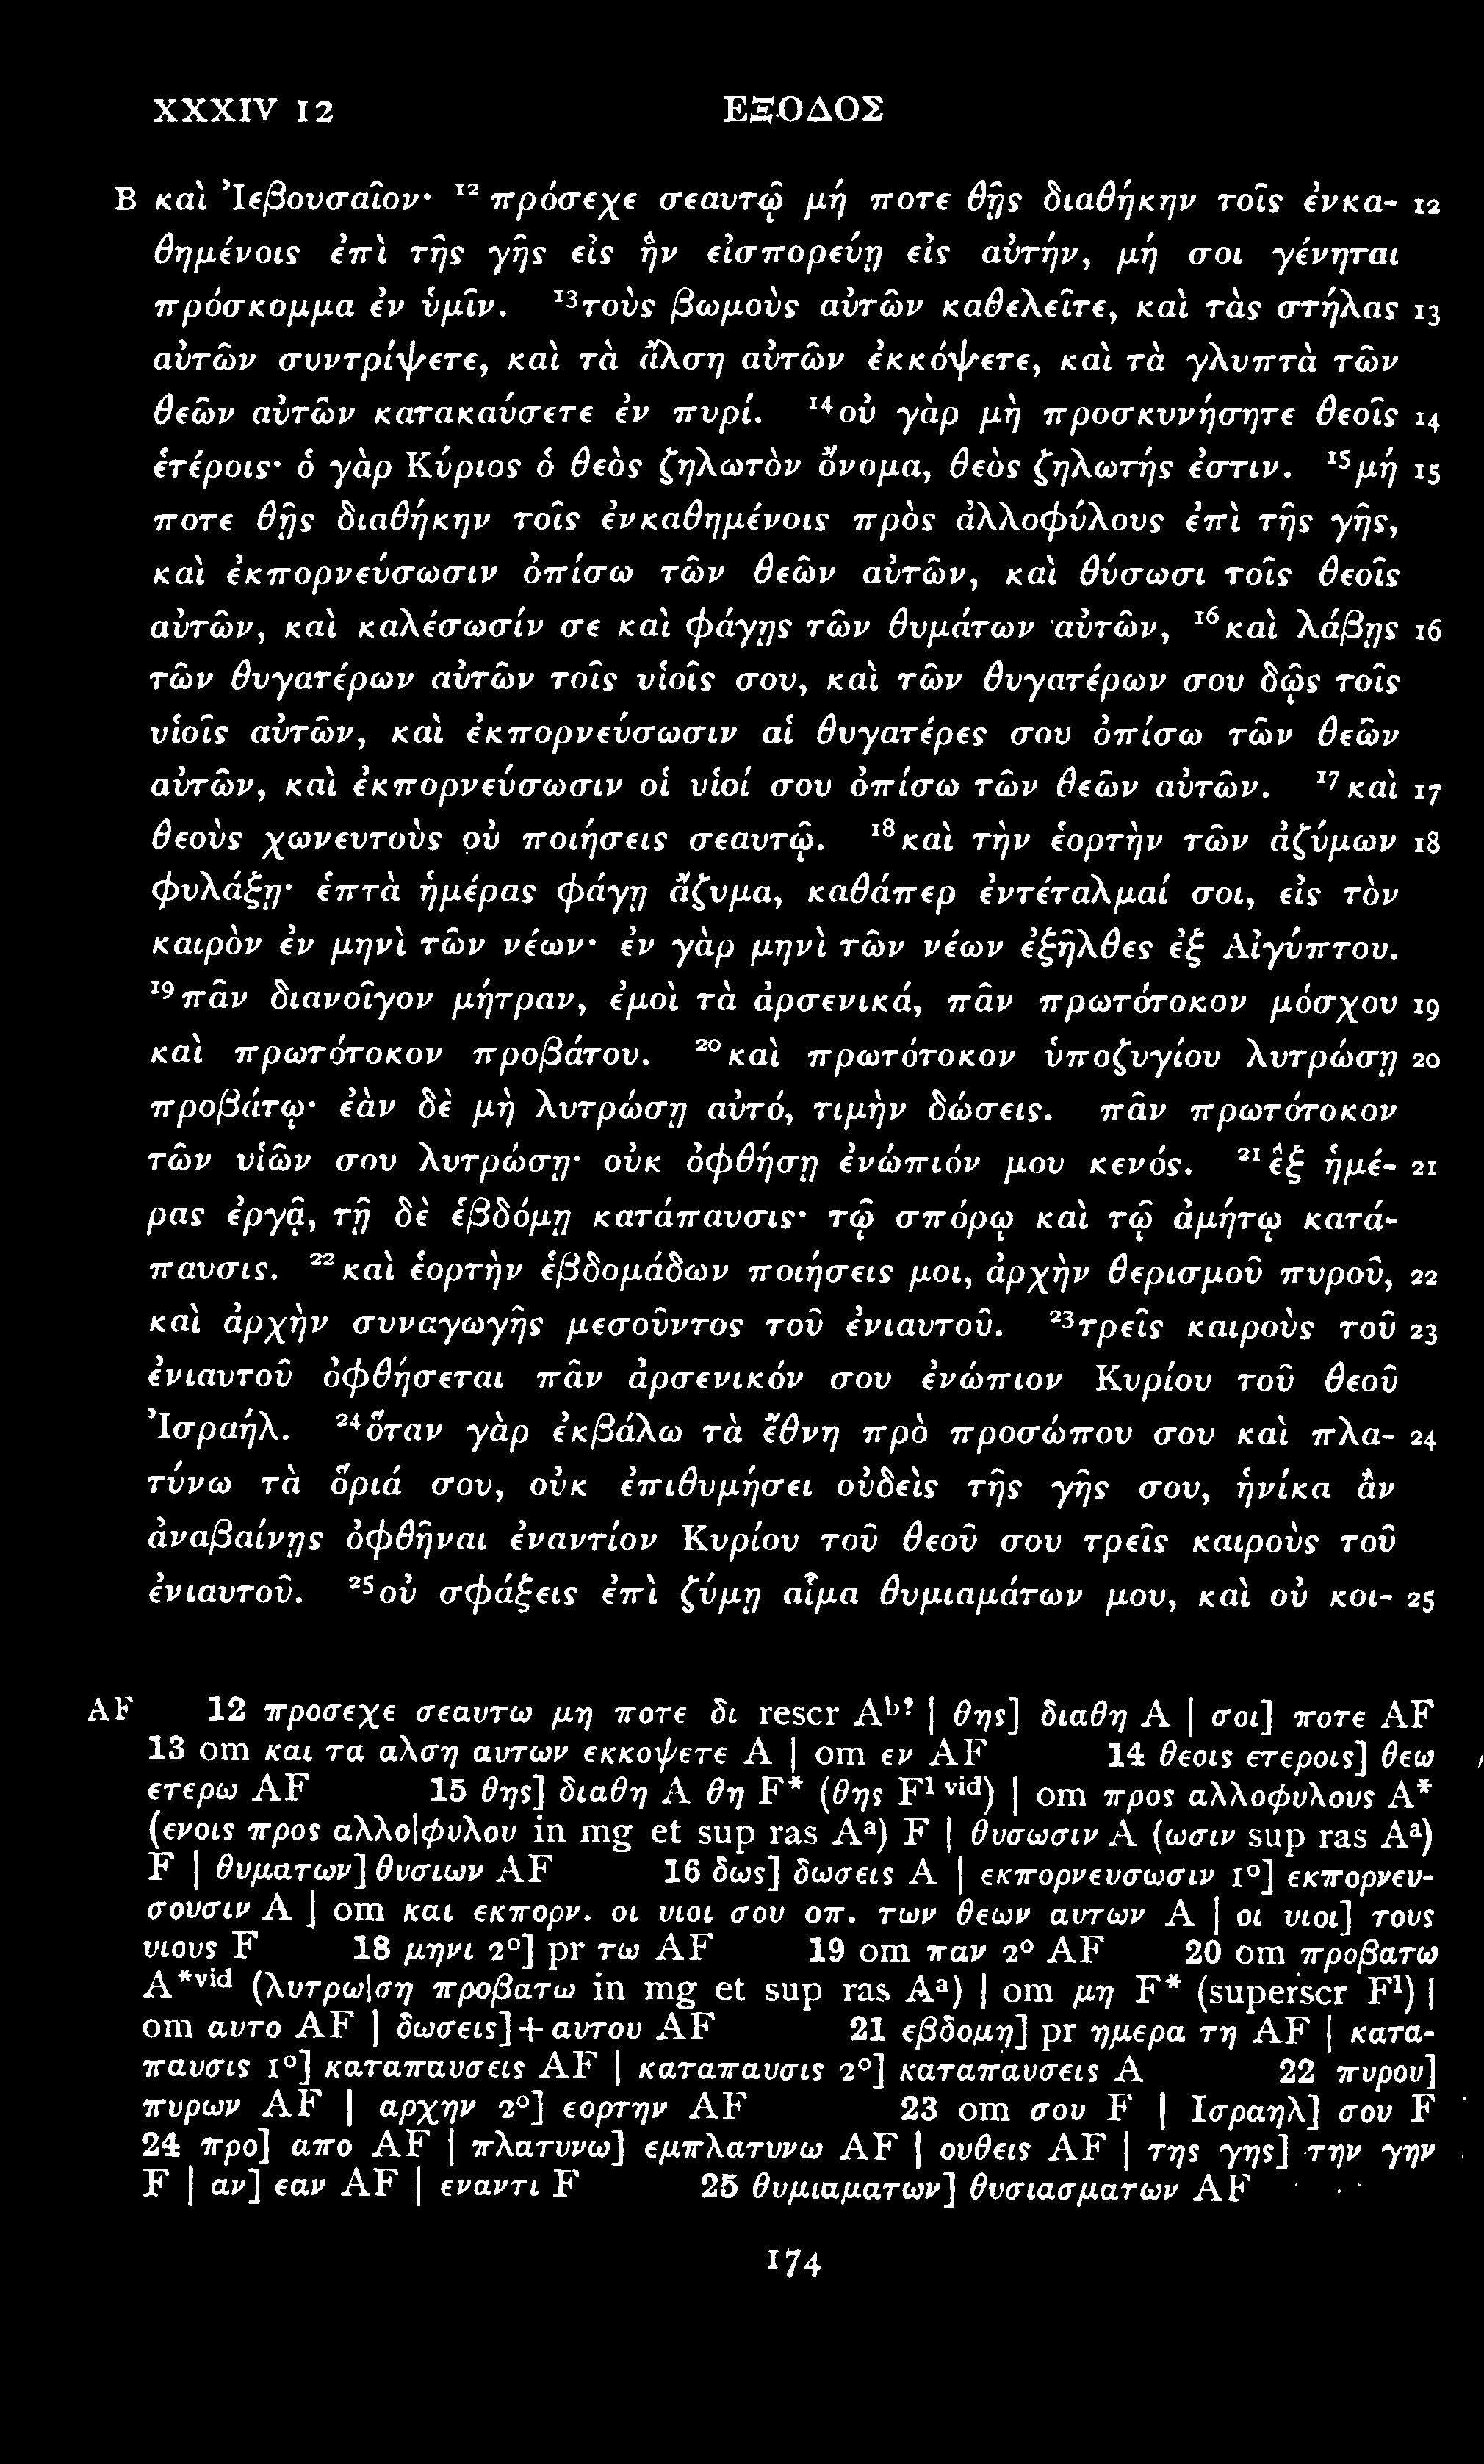 XXXIV 12 ΕΞΟΔΟΣ
B καὶ Ἰεβουσαῖον· ¹² πρόσεχε σεαυτῷ μή ποτε θῇς διαθήκην τοῖς ἐνκα- 12
θημένοις ἐπὶ τῆς γῆς εἰς ἣν εἰσπορεύῃ εἰς αὐτήν, μή σοι γένηται
πρόσκομμα ἐν ὑμῖν. ¹³τοὺς βωμοὺς αὐτῶν καθελεῖτε, καὶ τὰς στήλας 13
αὐτῶν συντρίψετε, καὶ τὰ ἄλση αὐτῶν ἐκκόψετε, καὶ τὰ γλυπτὰ τῶν
θεῶν αὐτῶν κατακαύσετε ἐν πυρί. ¹⁴οὐ γὰρ μὴ προσκυνήσητε θεοῖς 14
ἑτέροις· ὁ γὰρ Κύριος ὁ θεὸς ζηλωτὸν ὄνομα, θεὸς ζηλωτής ἐστιν. ¹⁵μή 15
ποτε θῇς διαθήκην τοῖς ἐνκαθημένοις πρὸς ἀλλοφύλους ἐπὶ τῆς γῆς,
καὶ ἐκπορνεύσωσιν ὀπίσω τῶν θεῶν αὐτῶν, καὶ θύσωσι τοῖς θεοῖς
αὐτῶν, καὶ καλέσωσίν σε καὶ φάγῃς τῶν θυμάτων αὐτῶν, ¹⁶καὶ λάβῃς 16
τῶν θυγατέρων αὐτῶν τοῖς υἱοῖς σου, καὶ τῶν θυγατέρων σου δῷς τοῖς
υἱοῖς αὐτῶν, καὶ ἐκπορνεύσωσιν αἱ θυγατέρες σου ὀπίσω τῶν θεῶν
αὐτῶν, καὶ ἐκπορνεύσωσιν οἱ υἱοί σου ὀπίσω τῶν θεῶν αὐτῶν. ¹⁷καὶ 17
θεοὺς χωνευτοὺς οὐ ποιήσεις σεαυτῷ. ¹⁸καὶ τὴν ἑορτὴν τῶν ἀζύμων 18
φυλάξῃ· ἑπτὰ ἡμέρας φάγῃ ἄζυμα, καθάπερ ἐντέταλμαί σοι, εἰς τὸν
καιρὸν ἐν μηνὶ τῶν νέων· ἐν γὰρ μηνὶ τῶν νέων ἐξῆλθες ἐξ Αἰγύπτου.
¹⁹πᾶν διανοῖγον μήτραν, ἐμοὶ τὰ ἀρσενικά, πᾶν πρωτότοκον μόσχου 19
καὶ πρωτότοκον προβάτου. ²⁰καὶ πρωτότοκον ὑποζυγίου λυτρώσῃ 20
προβάτῳ· ἐὰν δὲ μὴ λυτρώσῃ αὐτό, τιμὴν δώσεις. πᾶν πρωτότοκον
τῶν υἱῶν σου λυτρώσῃ· οὐκ ὀφθήσῃ ἐνώπιόν μου κενός. ²¹ἓξ ἡμέ- 21
ρας ἐργᾷ, τῇ δὲ ἑβδόμῃ κατάπαυσις· τῷ σπόρῳ καὶ τῷ ἀμήτῳ κατά-
παυσις. ²²καὶ ἑορτὴν ἑβδομάδων ποιήσεις μοι, ἀρχὴν θερισμοῦ πυροῦ, 22
καὶ ἀρχὴν συναγωγῆς μεσοῦντος τοῦ ἐνιαυτοῦ. ²³τρεῖς καιροὺς τοῦ 23
ἐνιαυτοῦ ὀφθήσεται πᾶν ἀρσενικόν σου ἐνώπιον Κυρίου τοῦ θεοῦ
Ἰσραήλ. ²⁴ὅταν γὰρ ἐκβάλω τὰ ἔθνη πρὸ προσώπου σου καὶ πλα- 24
τύνω τὰ ὅριά σου, οὐκ ἐπιθυμήσει οὐδεὶς τῆς γῆς σου, ἡνίκα ἂν
ἀναβαίνῃς ὀφθῆναι ἐναντίον Κυρίου τοῦ θεοῦ σου τρεῖς καιροὺς τοῦ
ἐνιαυτοῦ. ²⁵οὐ σφάξεις ἐπὶ ζύμῃ αἷμα θυμιαμάτων μου, καὶ οὐ κοι- 25
AF 12 προσεχε σεαυτω μη ποτε δι rescr Aᵇ? | θης] διαθη A | σοι] ποτε AF
13 om και τα αλση αυτων εκκοψετε A | om εν AF 14 θεοις ετεροις] θεω
ετερω AF 15 θης] διαθη A θη F* (θης F¹ ᵛⁱᵈ) | om προς αλλοφυλους A*
(ενοις προς αλλο|φυλου in mg et sup ras Aᵃ) F | θυσωσιν A (ωσιν sup ras Aᵃ)
F | θυματων] θυσιων AF 16 δως] δωσεις A | εκπορνευσωσιν 1°] εκπορνευ-
σουσιν A | om και εκπορν. οι υιοι σου οπ. των θεων αυτων A | οι υιοι] τους
υιους F 18 μηνι 2°] pr τω AF 19 om παν 2° AF 20 om προβατω
A*ᵛⁱᵈ (λυτρω|ση προβατω in mg et sup ras Aᵃ) | om μη F* (superscr F¹) |
om αυτο AF | δωσεις]+αυτου AF 21 εβδομη] pr ημερα τη AF | κατα-
παυσις 1°] καταπαυσεις AF | καταπαυσις 2°] καταπαυσεις A 22 πυρου]
πυρων AF | αρχην 2°] εορτην AF 23 om σου F | Ισραηλ] σου F
24 προ] απο AF | πλατυνω] εμπλατυνω AF | ουθεις AF | της γης] την γην
F | αν] εαν AF | εναντι F 25 θυμιαματων] θυσιασματων AF
174